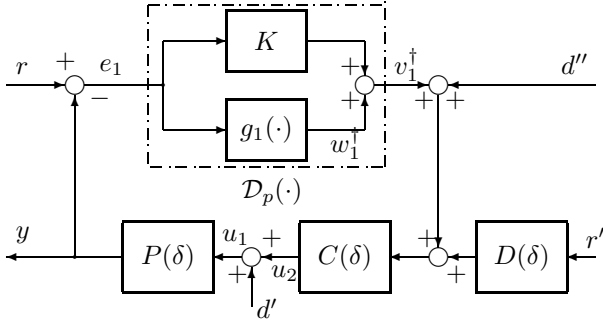 r + − e₁ K g₁(·) w₁† + + v₁† + + d″
𝒟ₚ(·)
y P(δ) u₁ + + u₂ d′ C(δ) + + D(δ) r′